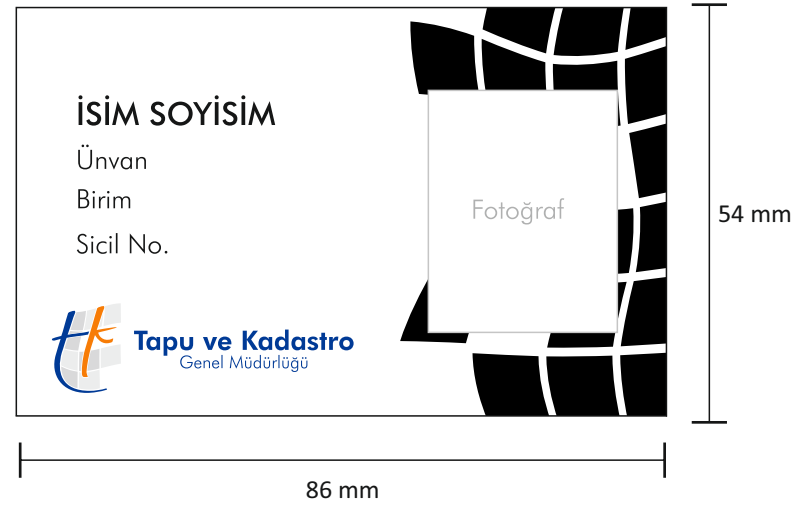 İSİM SOYİSİM
Ünvan
Birim
Sicil No.
Fotoğraf
Tapu ve Kadastro
Genel Müdürlüğü
54 mm
86 mm